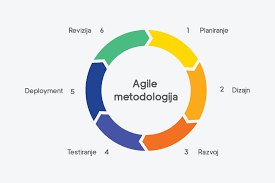 Revizija 6
1 Planiranje
Agile
metodologija
Deployment 5
2 Dizajn
Testiranje 4
3 Razvoj